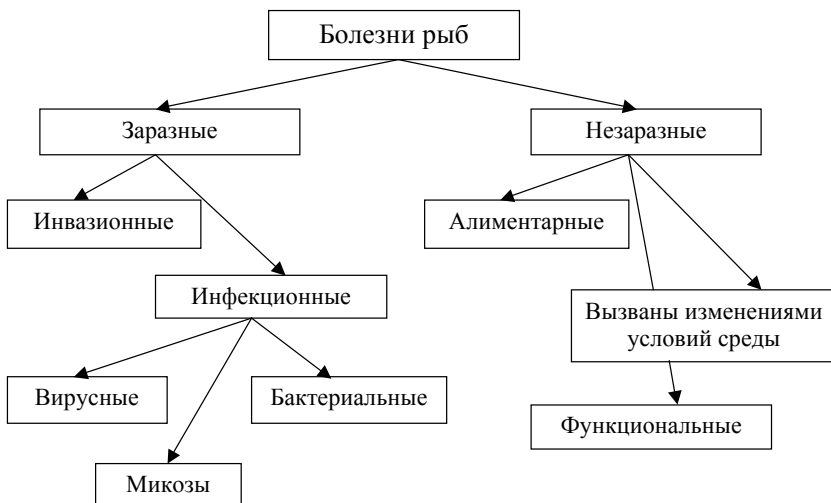 Болезни рыб
Заразные
Незаразные
Инвазионные
Алиментарные
Инфекционные
Вызваны изменениями
условий среды
Вирусные
Бактериальные
Функциональные
Микозы